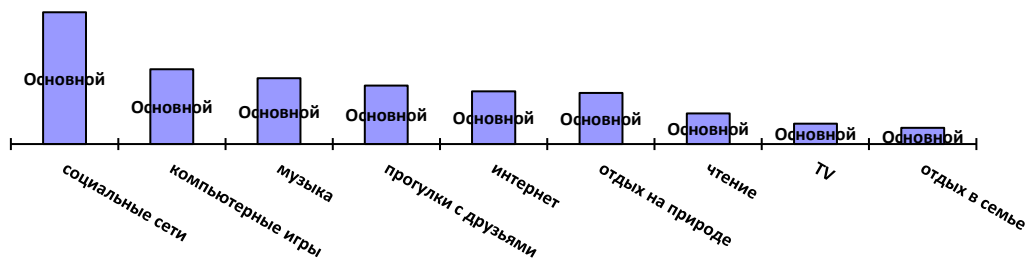 Основной
Основной
Основной
Основной
Основной
Основной
Основной
Основной
Основной
социальные сети
компьютерные игры
музыка
прогулки с друзьями
интернет
отдых на природе
чтение
TV
отдых в семье